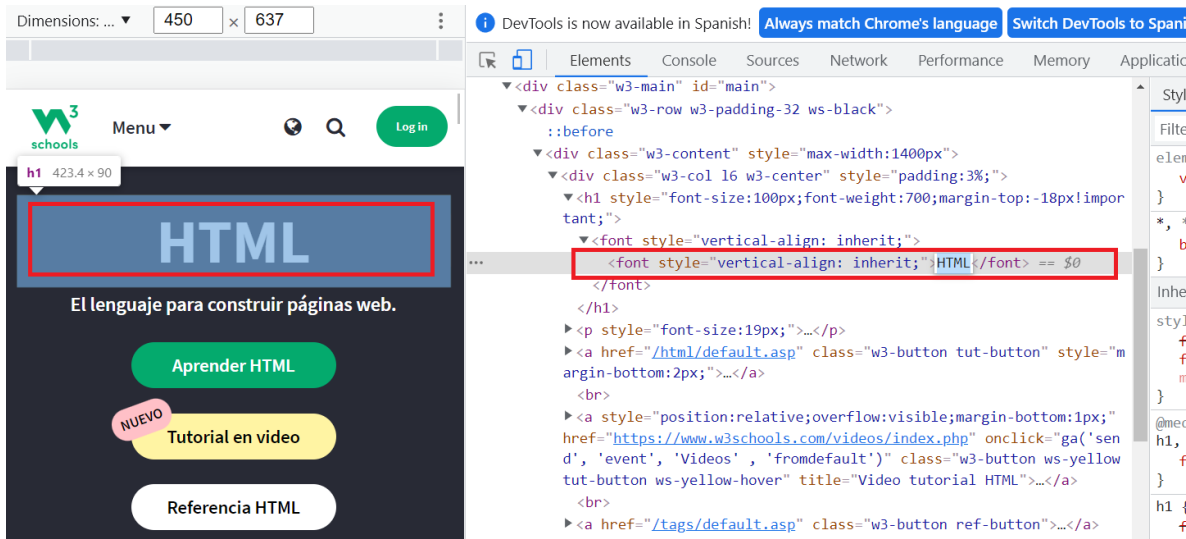 Dimensions: ... ▼ 450 × 637
W3
schools
Menu
Log in
h1 423.4 × 90
HTML
El lenguaje para construir páginas web.
Aprender HTML
NUEVO
Tutorial en video
Referencia HTML
DevTools is now available in Spanish! Always match Chrome's language Switch DevTools to Spani
Elements Console Sources Network Performance Memory Applicatio
▼<div class="w3-main" id="main">
▼<div class="w3-row w3-padding-32 ws-black">
::before
▼<div class="w3-content" style="max-width:1400px">
▼<div class="w3-col l6 w3-center" style="padding:3%;">
▼<h1 style="font-size:100px;font-weight:700;margin-top:-18px!impor
tant;">
▼<font style="vertical-align: inherit;">
... <font style="vertical-align: inherit;">HTML</font> == $0
</font>
</h1>
▶<p style="font-size:19px;">…</p>
▶<a href="/html/default.asp" class="w3-button tut-button" style="m
argin-bottom:2px;">…</a>
<br>
▶<a style="position:relative;overflow:visible;margin-bottom:1px;"
href="https://www.w3schools.com/videos/index.php" onclick="ga('sen
d', 'event', 'Videos' , 'fromdefault')" class="w3-button ws-yellow
tut-button ws-yellow-hover" title="Video tutorial HTML">…</a>
<br>
▶<a href="/tags/default.asp" class="w3-button ref-button">…</a>
Styl
Filte
elem
v
}
*, *
b
}
Inhe
styl
f
f
m
}
@med
h1,
f
}
h1 {
f